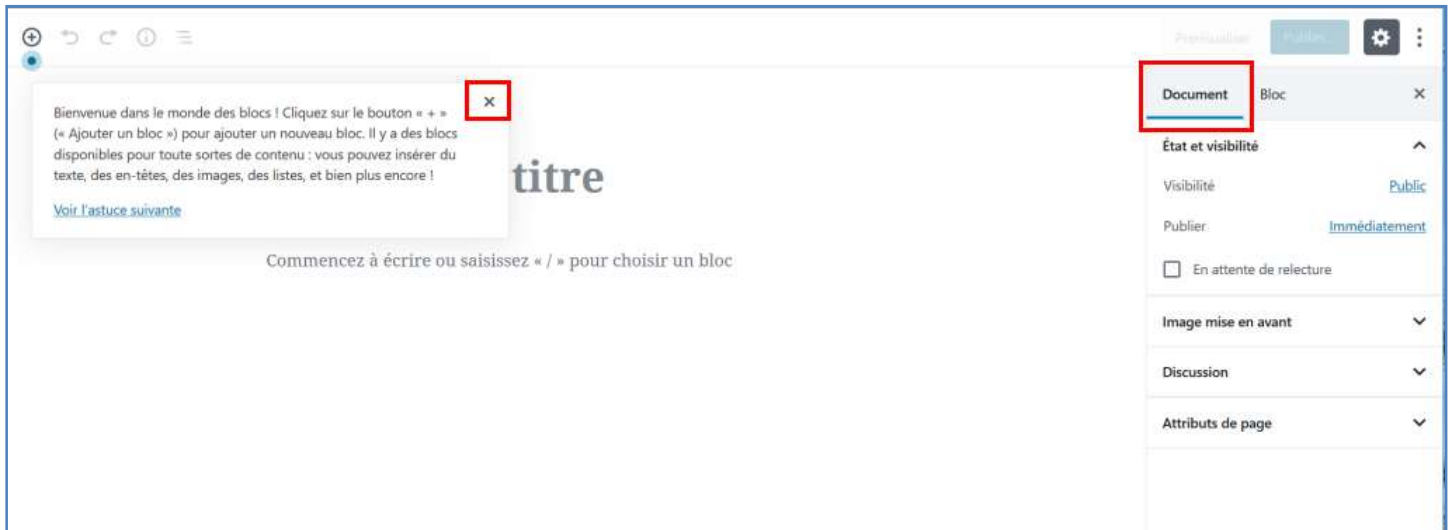 Prévisualiser Publier...
Document Bloc
Bienvenue dans le monde des blocs ! Cliquez sur le bouton « + »
(« Ajouter un bloc ») pour ajouter un nouveau bloc. Il y a des blocs
disponibles pour toute sortes de contenu : vous pouvez insérer du
texte, des en-têtes, des images, des listes, et bien plus encore !
Voir l'astuce suivante
titre
Commencez à écrire ou saisissez « / » pour choisir un bloc
État et visibilité
Visibilité Public
Publier Immédiatement
En attente de relecture
Image mise en avant
Discussion
Attributs de page